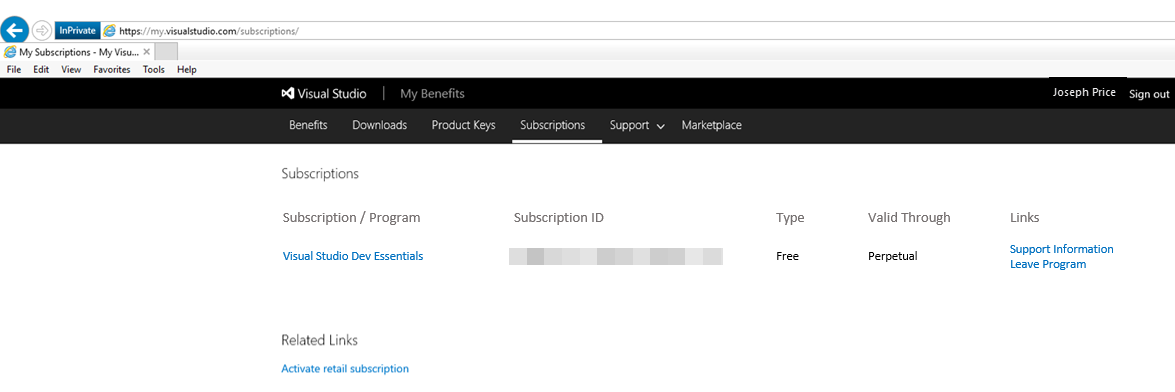 InPrivate https://my.visualstudio.com/subscriptions/
My Subscriptions - My Visu...
File Edit View Favorites Tools Help
Visual Studio | My Benefits Joseph Price Sign out
Benefits Downloads Product Keys Subscriptions Support Marketplace
Subscriptions
Subscription / Program Subscription ID Type Valid Through Links
Visual Studio Dev Essentials Free Perpetual Support Information
Leave Program
Related Links
Activate retail subscription